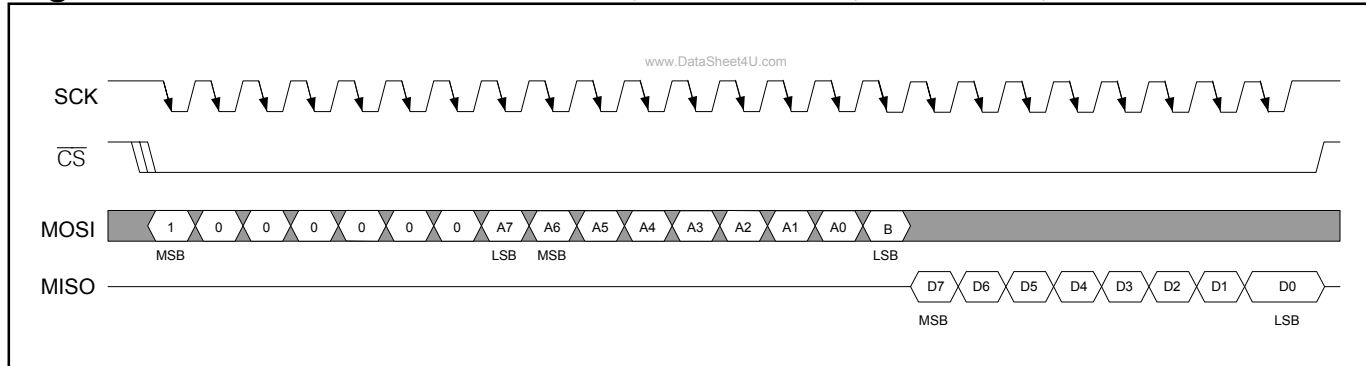 www.DataSheet4U.com
SCK
CS
MOSI 1 0 0 0 0 0 0 A7 A6 A5 A4 A3 A2 A1 A0 B
MSB LSB MSB LSB
MISO D7 D6 D5 D4 D3 D2 D1 D0
MSB LSB